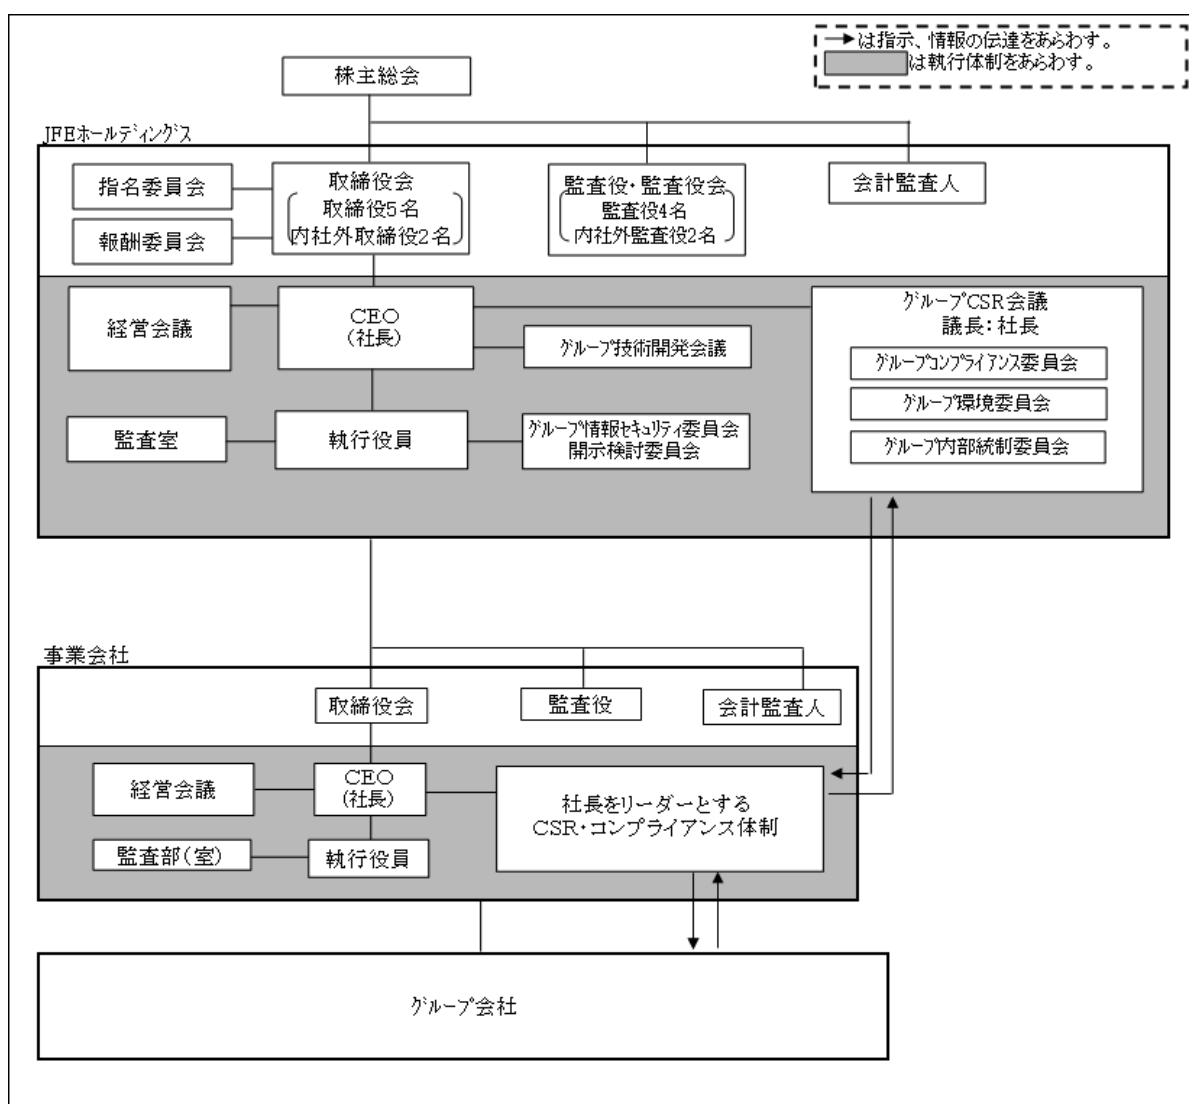 →は指示、情報の伝達をあらわす。
は執行体制をあらわす。
株主総会
JFEホールディングス
指名委員会
報酬委員会
取締役会
取締役5名
内社外取締役2名
監査役・監査役会
監査役4名
内社外監査役2名
会計監査人
経営会議
CEO
(社長)
グループ技術開発会議
グループCSR会議
議長:社長
グループコンプライアンス委員会
グループ環境委員会
グループ内部統制委員会
監査室
執行役員
グループ情報セキュリティ委員会
開示検討委員会
事業会社
取締役会
監査役
会計監査人
経営会議
CEO
(社長)
社長をリーダーとする
CSR・コンプライアンス体制
監査部(室)
執行役員
グループ会社